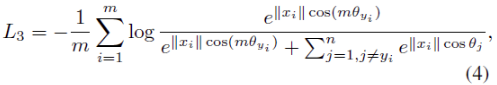 L_3 = -\frac{1}{m} \sum_{i=1}^{m} \log \frac{e^{\|x_i\| \cos(m\theta_{y_i})}}{e^{\|x_i\| \cos(m\theta_{y_i})} + \sum_{j=1, j \neq y_i}^{n} e^{\|x_i\| \cos \theta_j}},
(4)